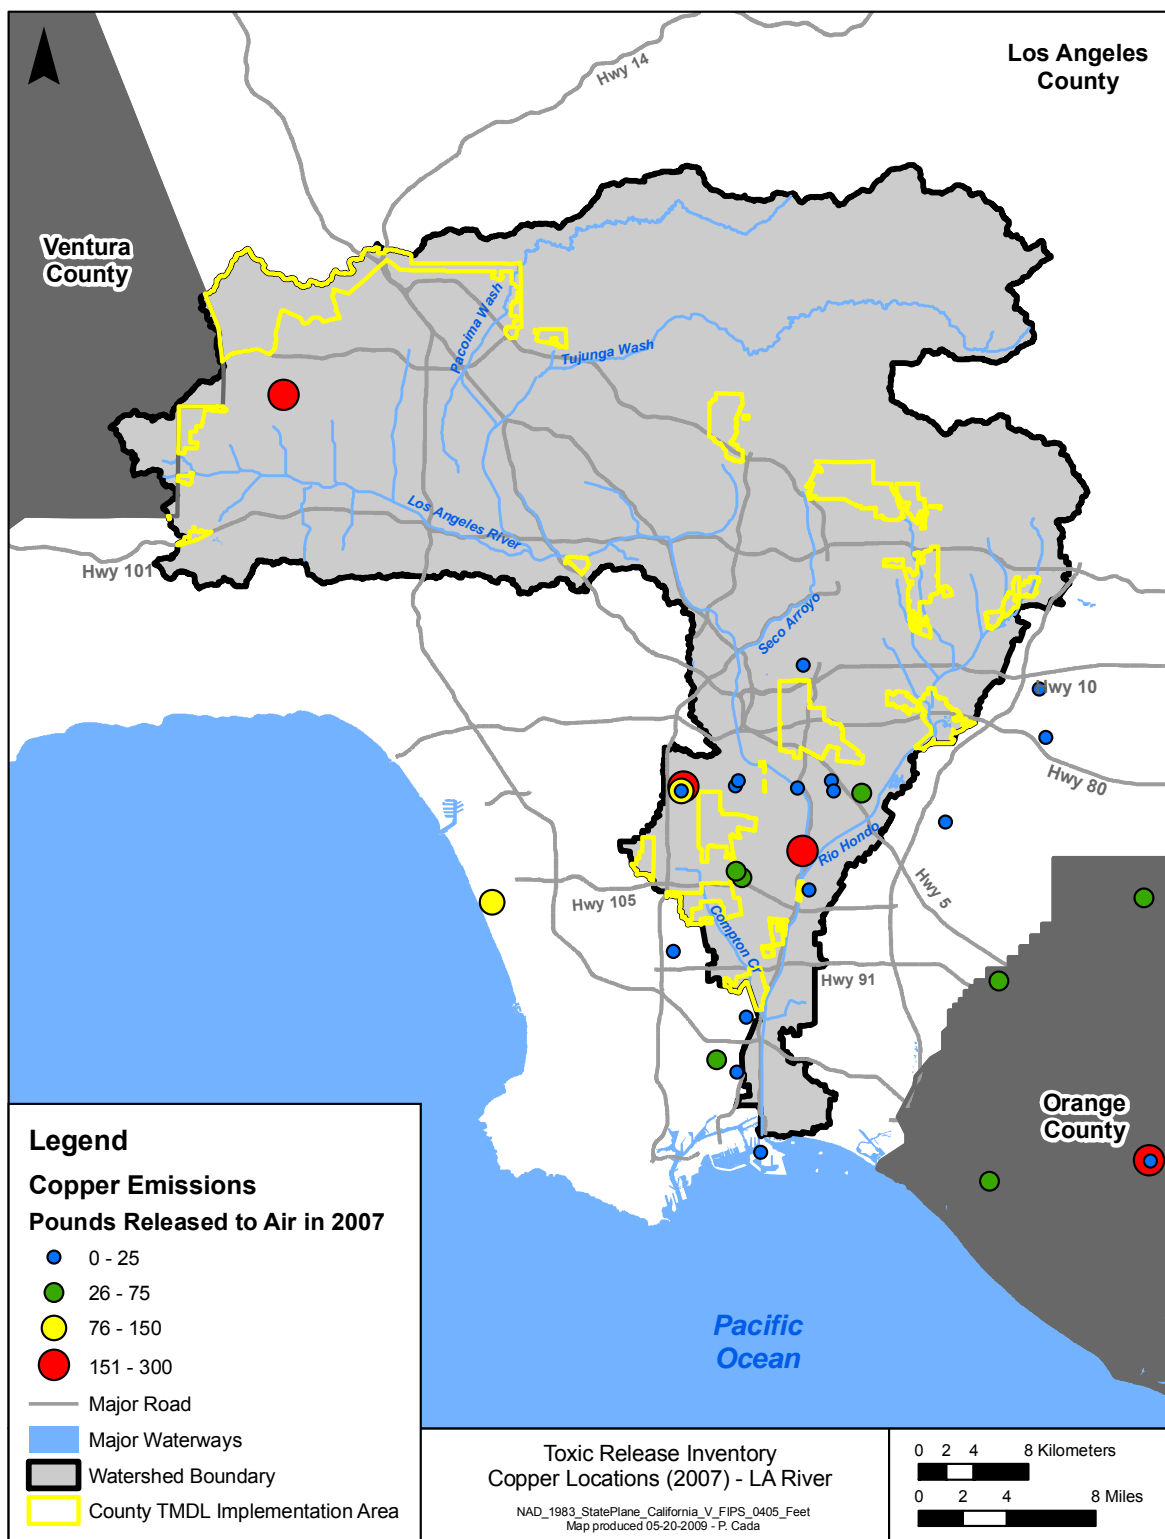 Los Angeles
County
Hwy 14
Ventura
County
Pacoima Wash
Tujunga Wash
Los Angeles River
Hwy 101
Seco Arroyo
Hwy 10
Hwy 80
Rio Hondo
Hwy 5
Hwy 105
Compton Cr
Hwy 91
Orange
County
Pacific
Ocean
Legend
Copper Emissions
Pounds Released to Air in 2007
0 - 25
26 - 75
76 - 150
151 - 300
Major Road
Major Waterways
Watershed Boundary
County TMDL Implementation Area
Toxic Release Inventory
Copper Locations (2007) - LA River
NAD_1983_StatePlane_California_V_FIPS_0405_Feet
Map produced 05-20-2009 - P. Cada
0 2 4 8 Kilometers
0 2 4 8 Miles